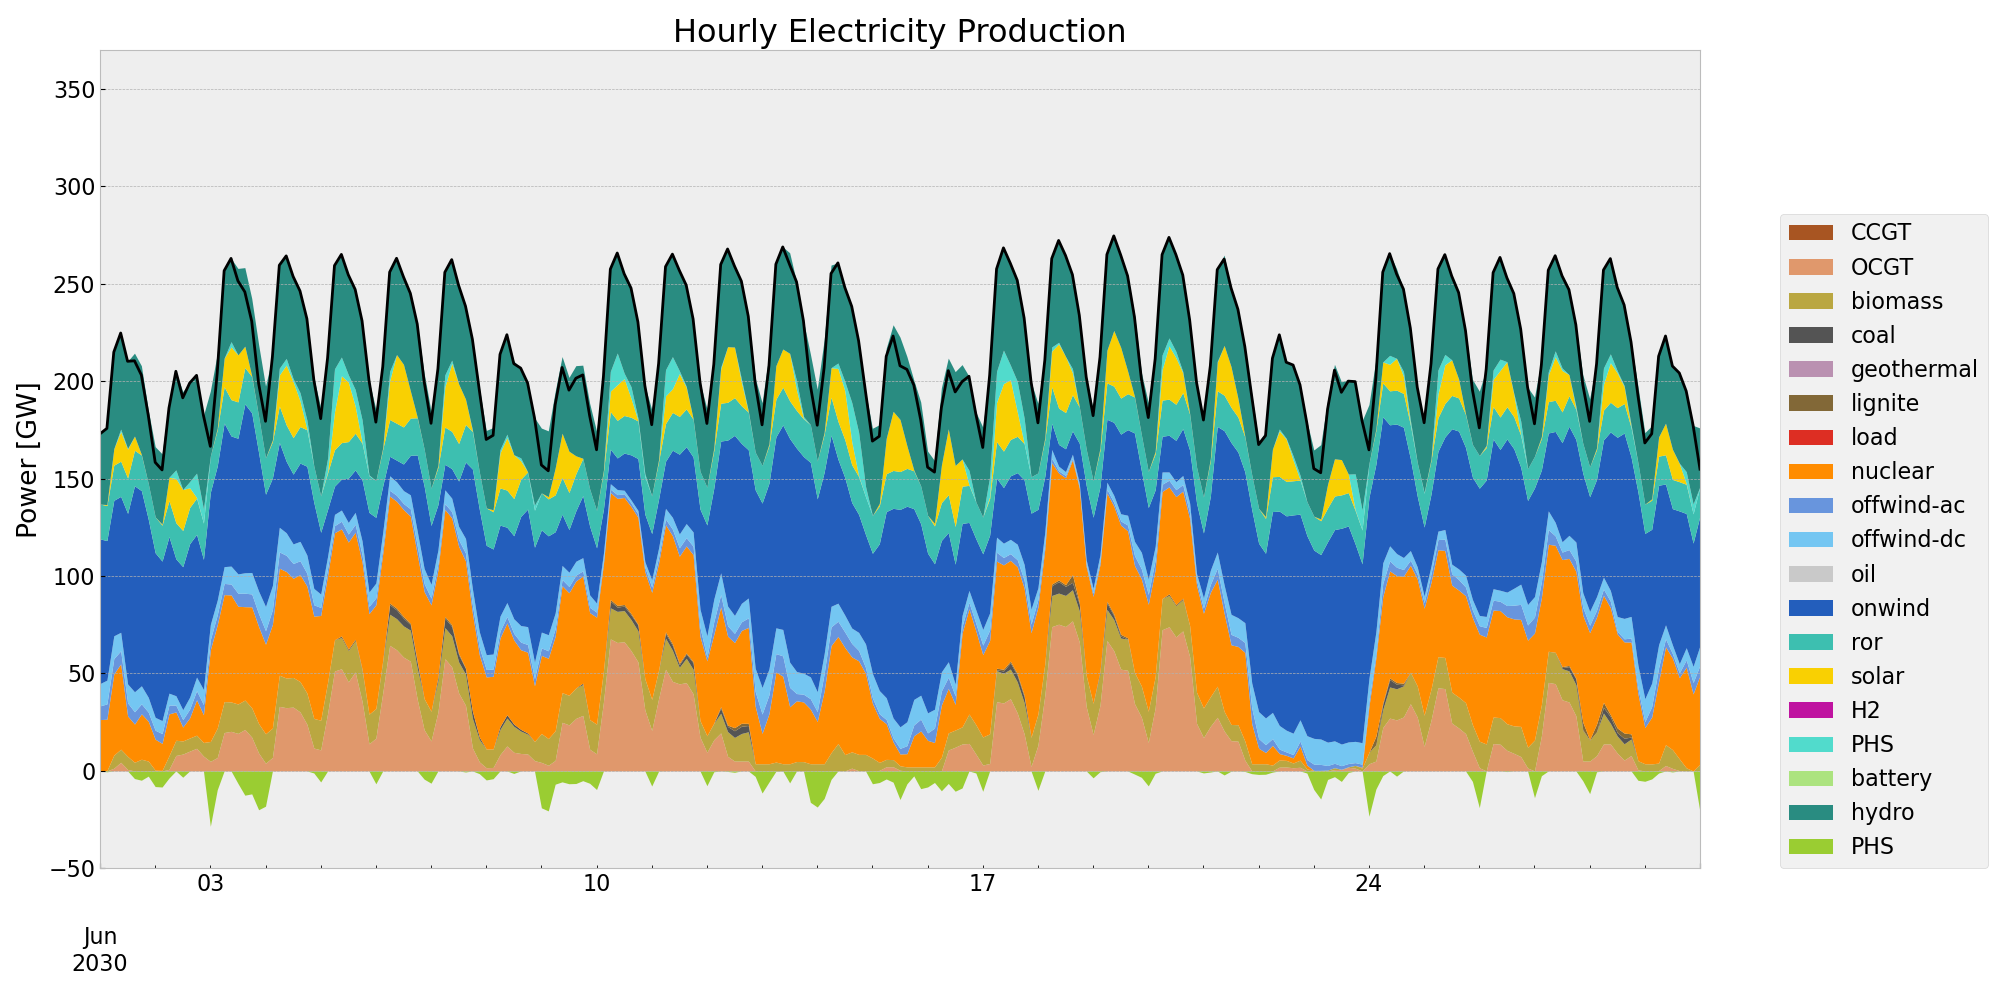 Hourly Electricity Production
Power [GW]
350
300
250
200
150
100
50
0
−50
03
10
17
24
Jun
2030
CCGT
OCGT
biomass
coal
geothermal
lignite
load
nuclear
offwind-ac
offwind-dc
oil
onwind
ror
solar
H2
PHS
battery
hydro
PHS